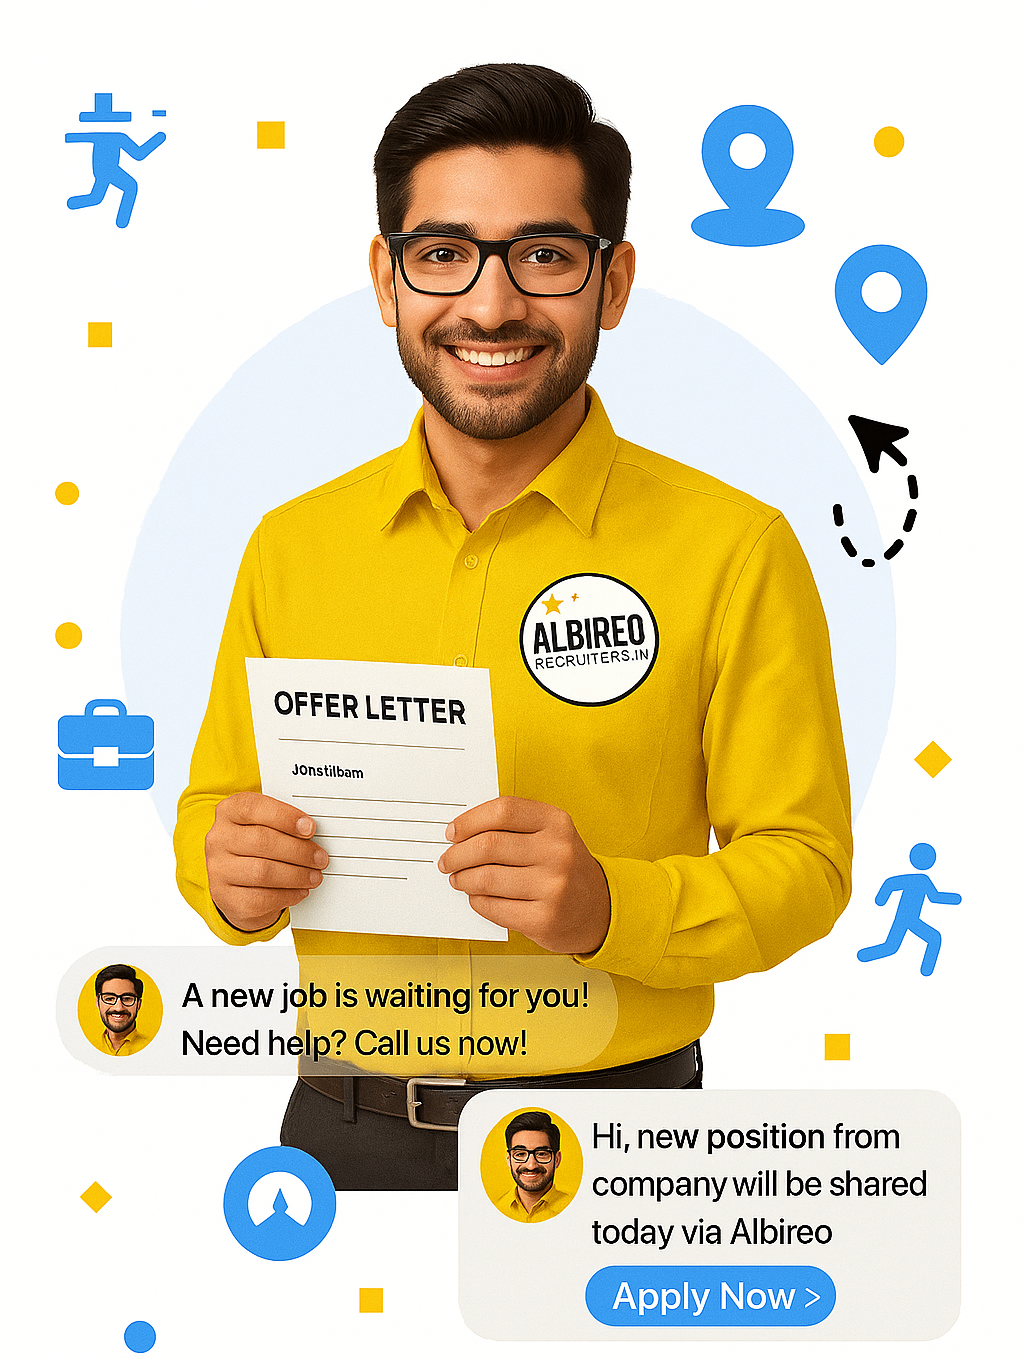 ALBIREO
RECRUITERS.IN
OFFER LETTER
Jonstilbam
A new job is waiting for you!
Need help? Call us now!
Hi, new position from
company will be shared
today via Albireo
Apply Now >